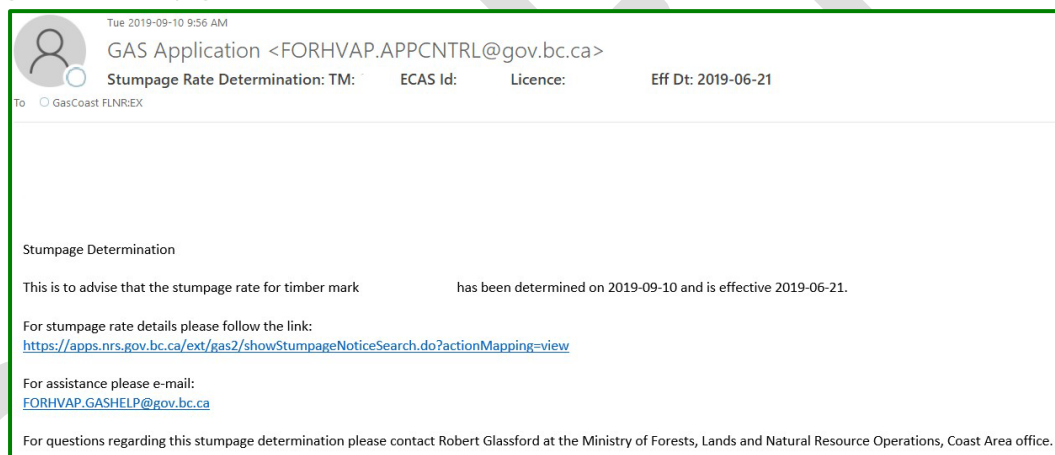 Tue 2019-09-10 9:56 AM
GAS Application <FORHVAP.APPCNTRL@gov.bc.ca>
Stumpage Rate Determination: TM: ECAS Id: Licence: Eff Dt: 2019-06-21
To GasCoast FLNR:EX
Stumpage Determination
This is to advise that the stumpage rate for timber mark has been determined on 2019-09-10 and is effective 2019-06-21.
For stumpage rate details please follow the link:
https://apps.nrs.gov.bc.ca/ext/gas2/showStumpageNoticeSearch.do?actionMapping=view
For assistance please e-mail:
FORHVAP.GASHELP@gov.bc.ca
For questions regarding this stumpage determination please contact Robert Glassford at the Ministry of Forests, Lands and Natural Resource Operations, Coast Area office.